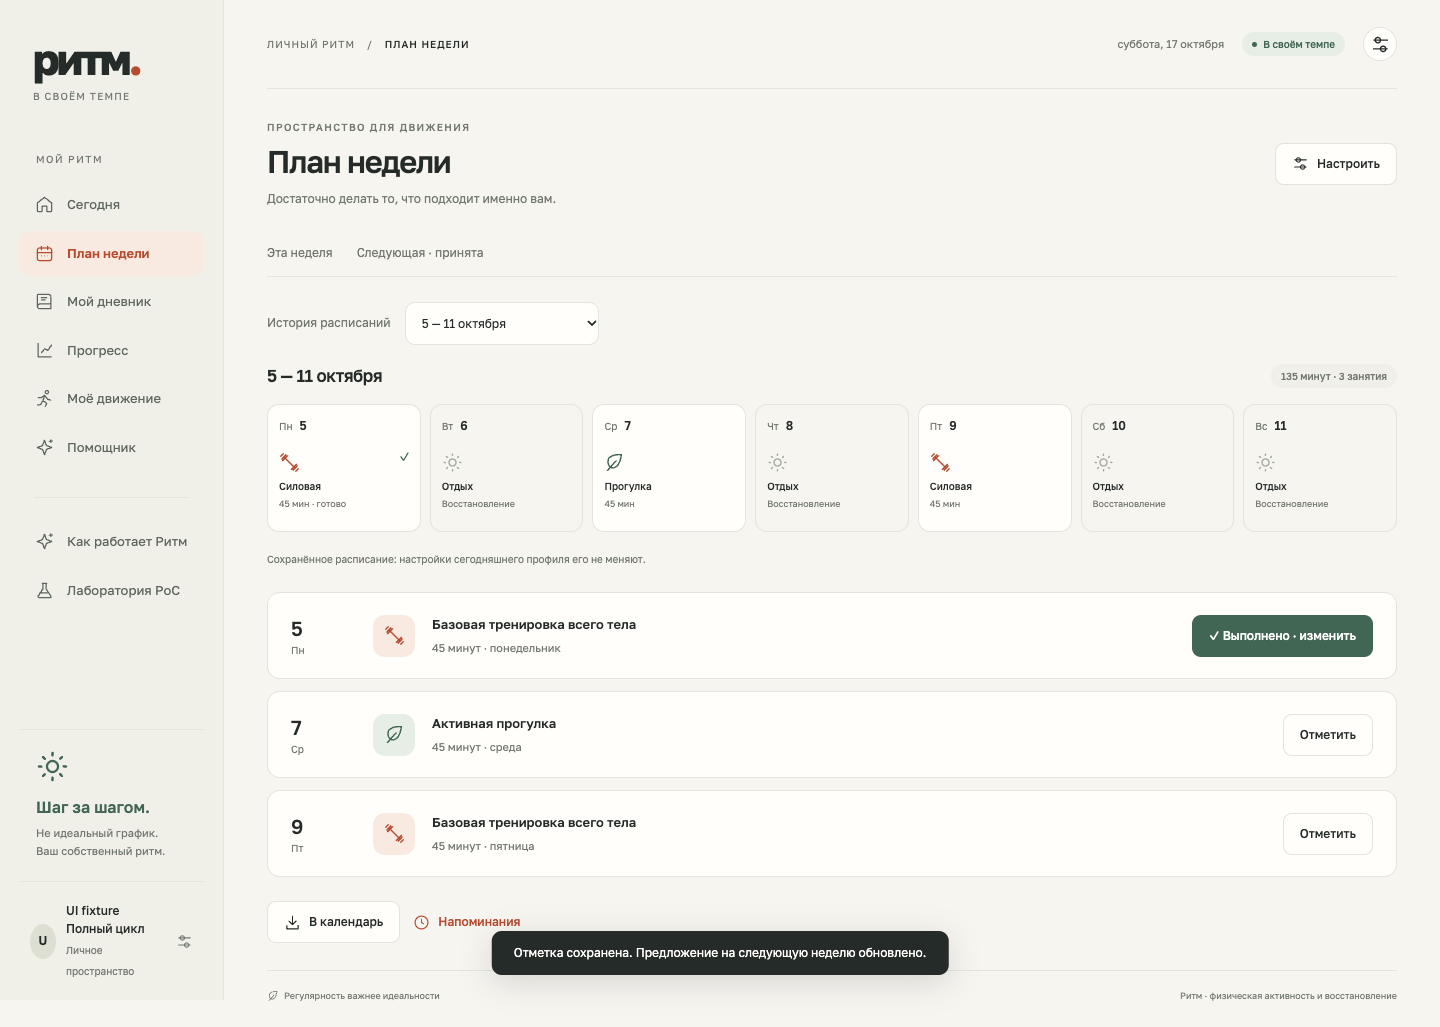 ритм.
В СВОЁМ ТЕМПЕ
МОЙ РИТМ
Сегодня
План недели
Мой дневник
Прогресс
Моё движение
Помощник
Как работает Ритм
Лаборатория PoC
Шаг за шагом.
Не идеальный график.
Ваш собственный ритм.
U
UI fixture
Полный цикл
Личное
пространство
ЛИЧНЫЙ РИТМ / ПЛАН НЕДЕЛИ
суббота, 17 октября
В своём темпе
ПРОСТРАНСТВО ДЛЯ ДВИЖЕНИЯ
План недели
Достаточно делать то, что подходит именно вам.
Настроить
Эта неделя
Следующая · принята
История расписаний
5 — 11 октября
5 — 11 октября
135 минут · 3 занятия
Пн 5
Силовая
45 мин · готово
Вт 6
Отдых
Восстановление
Ср 7
Прогулка
45 мин
Чт 8
Отдых
Восстановление
Пт 9
Силовая
45 мин
Сб 10
Отдых
Восстановление
Вс 11
Отдых
Восстановление
Сохранённое расписание: настройки сегодняшнего профиля его не меняют.
5
Пн
Базовая тренировка всего тела
45 минут · понедельник
✓ Выполнено · изменить
7
Ср
Активная прогулка
45 минут · среда
Отметить
9
Пт
Базовая тренировка всего тела
45 минут · пятница
Отметить
В календарь
Напоминания
Отметка сохранена. Предложение на следующую неделю обновлено.
Регулярность важнее идеальности
Ритм · физическая активность и восстановление